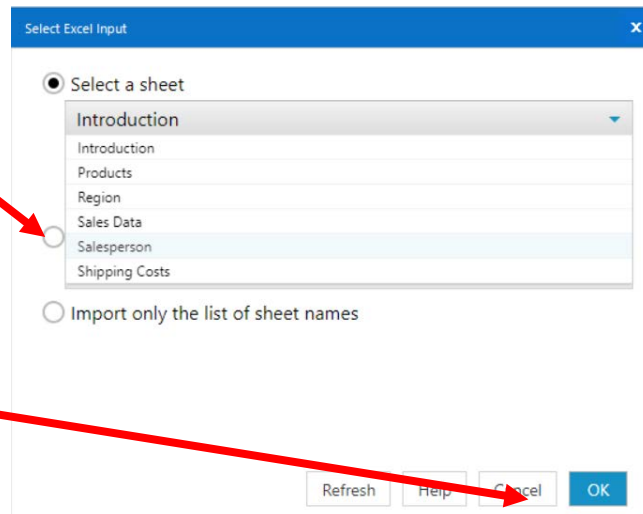 Select Excel Input x
Select a sheet
Introduction
Introduction
Products
Region
Sales Data
Salesperson
Shipping Costs
Import only the list of sheet names
Refresh Help Cancel OK